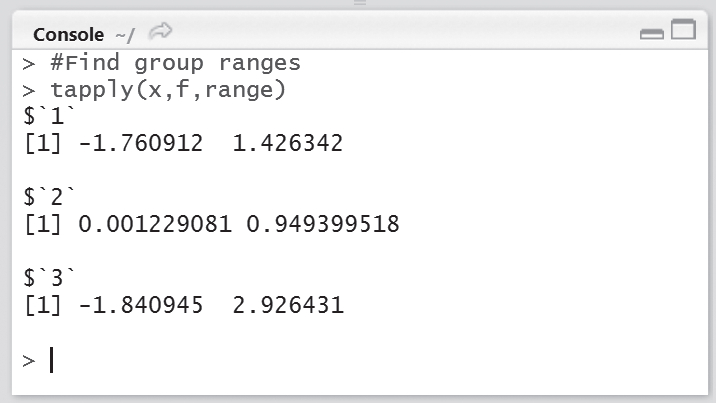 Console ~/
> #Find group ranges
> tapply(x,f,range)
$`1`
[1] -1.760912  1.426342
$`2`
[1] 0.001229081 0.949399518
$`3`
[1] -1.840945  2.926431
>